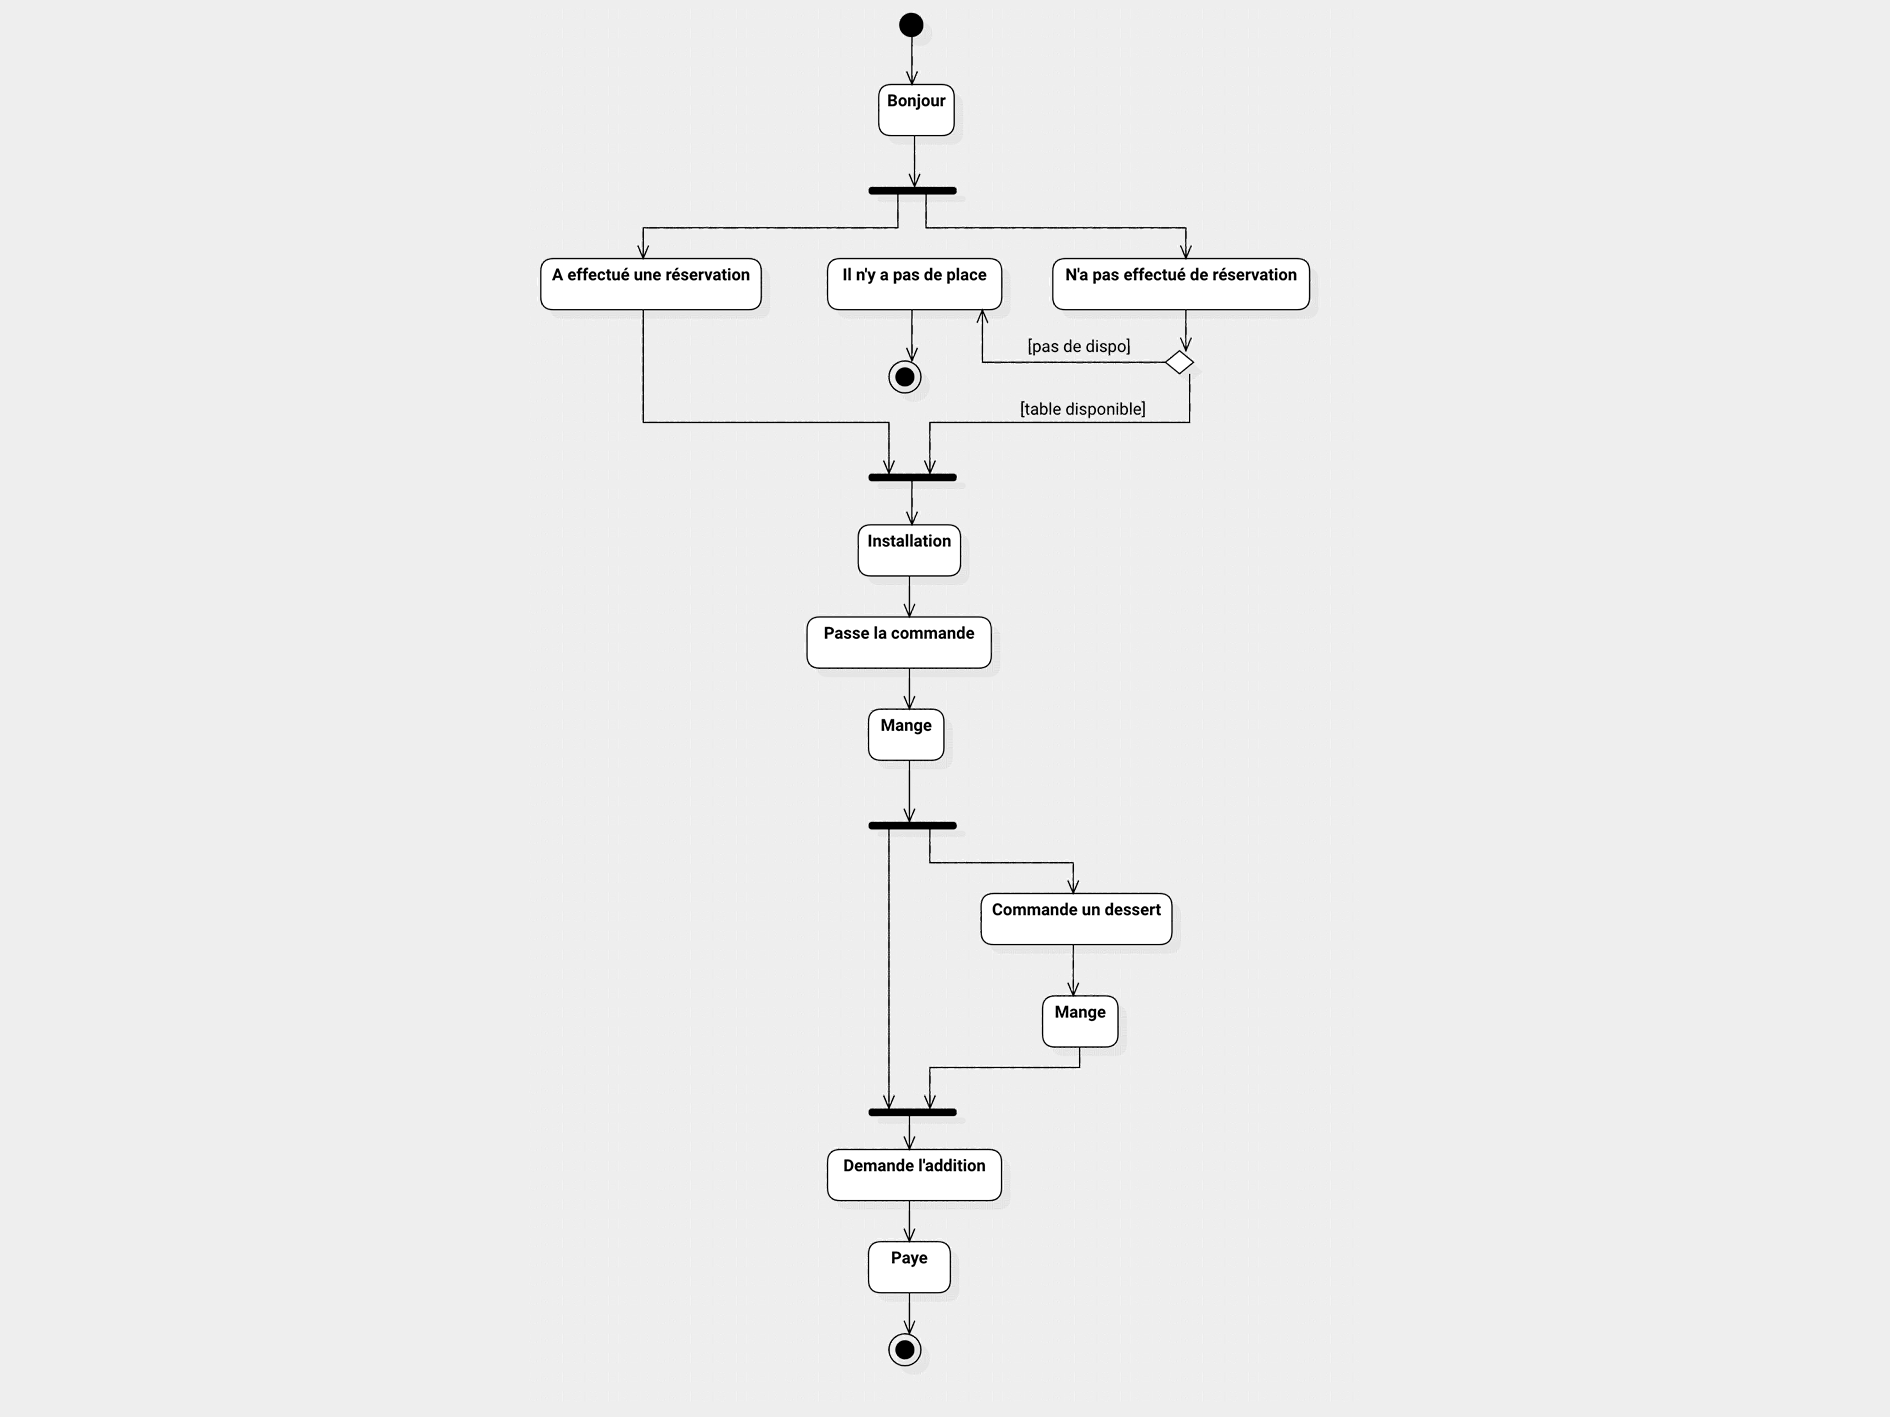 Bonjour
A effectué une réservation
Il n'y a pas de place
N'a pas effectué de réservation
[pas de dispo]
[table disponible]
Installation
Passe la commande
Mange
Commande un dessert
Mange
Demande l'addition
Paye